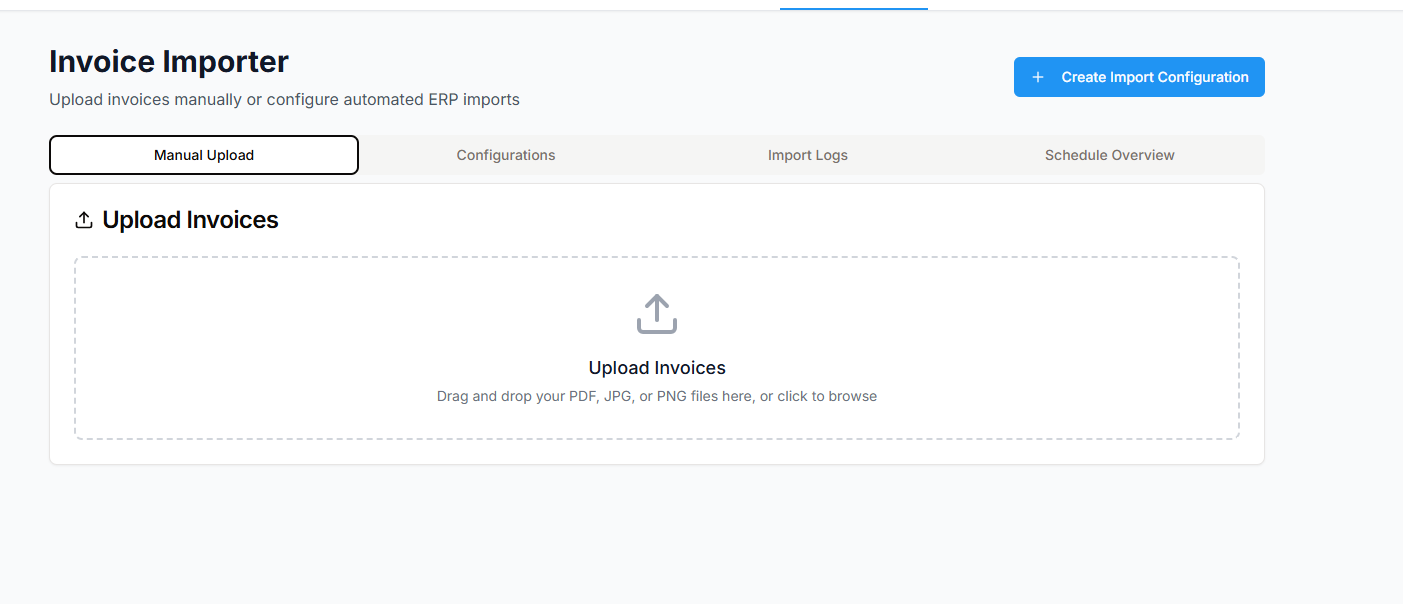 Invoice Importer
Upload invoices manually or configure automated ERP imports
Create Import Configuration
Manual Upload
Configurations
Import Logs
Schedule Overview
Upload Invoices
Upload Invoices
Drag and drop your PDF, JPG, or PNG files here, or click to browse